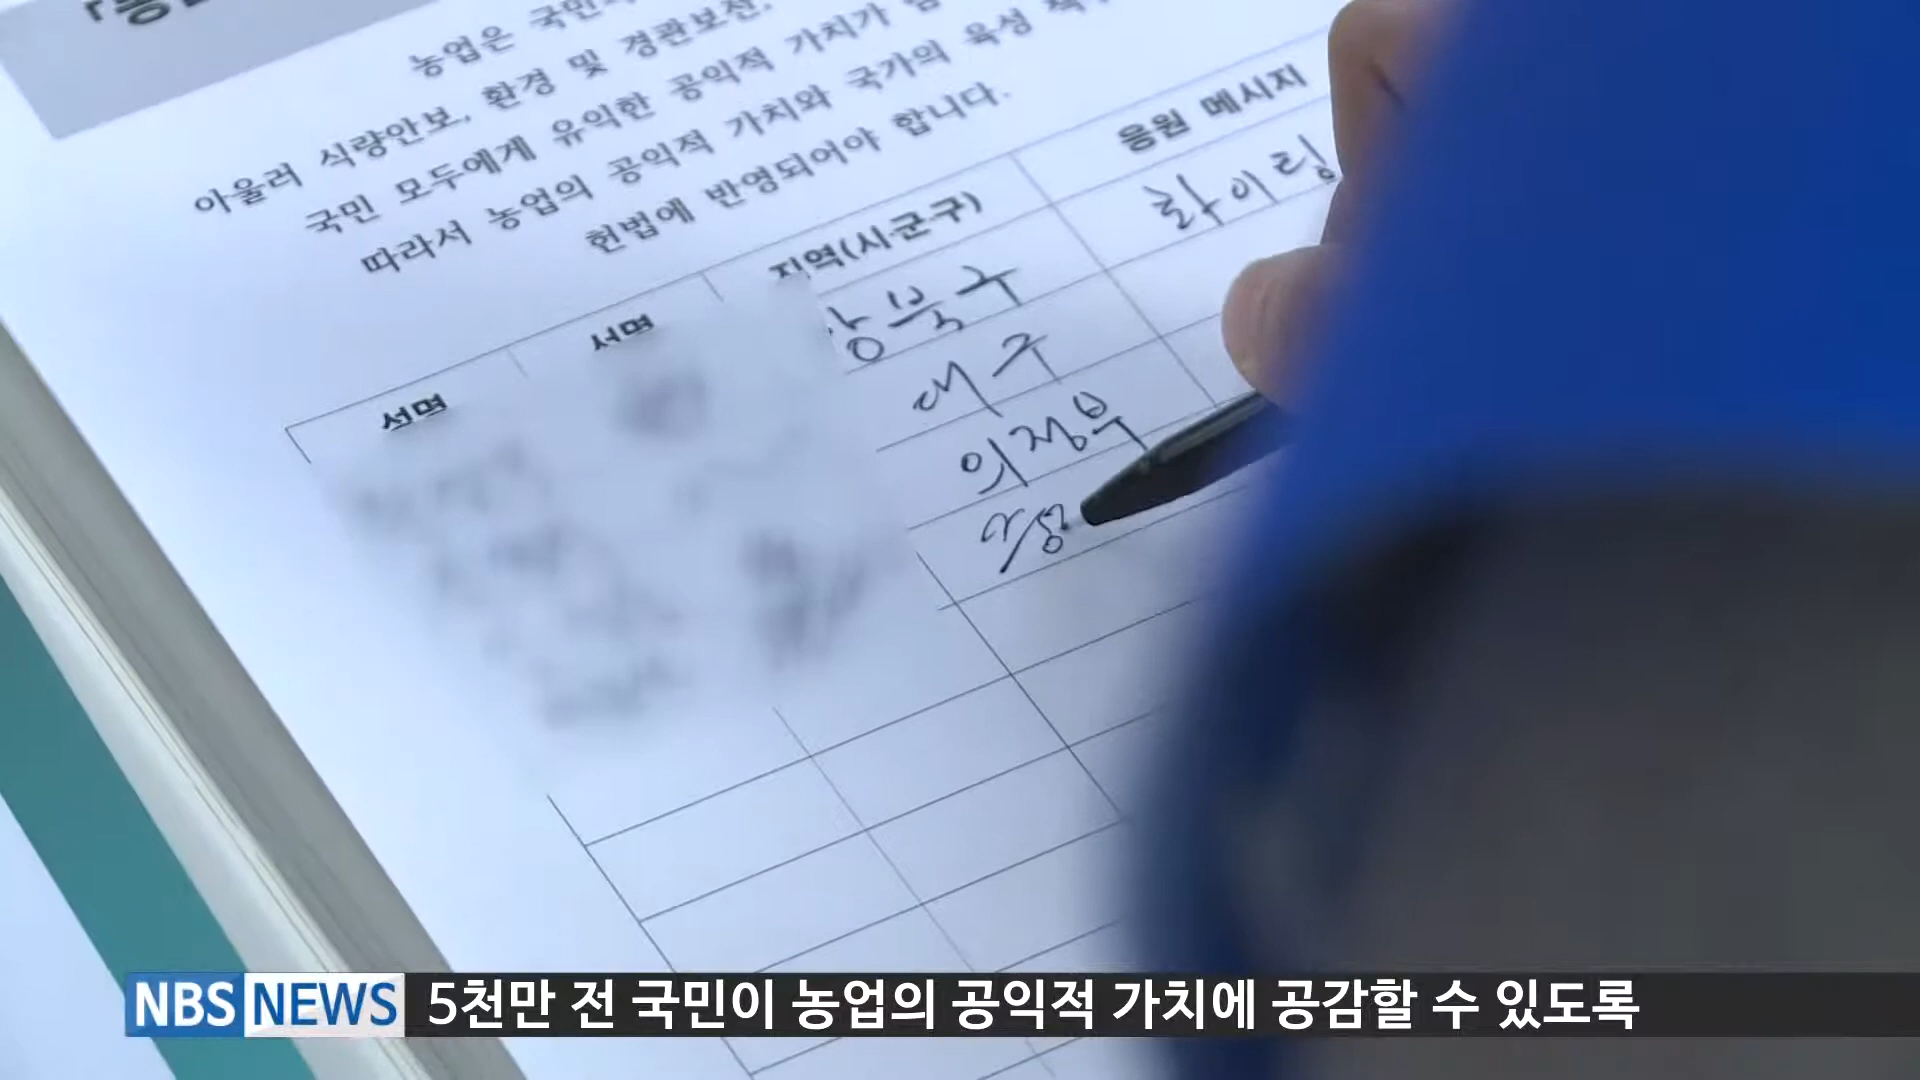 농업은
아울러 식량안보, 환경 및 경관보전,
국민 모두에게 유익한 공익적 가치가
따라서 농업의 공익적 가치와 국가의 육성
헌법에 반영되어야 합니다.
서명 서명 지역(시·군·구) 응원 메시지
강북구 화이팅
대구
의정부
NBS NEWS 5천만 전 국민이 농업의 공익적 가치에 공감할 수 있도록